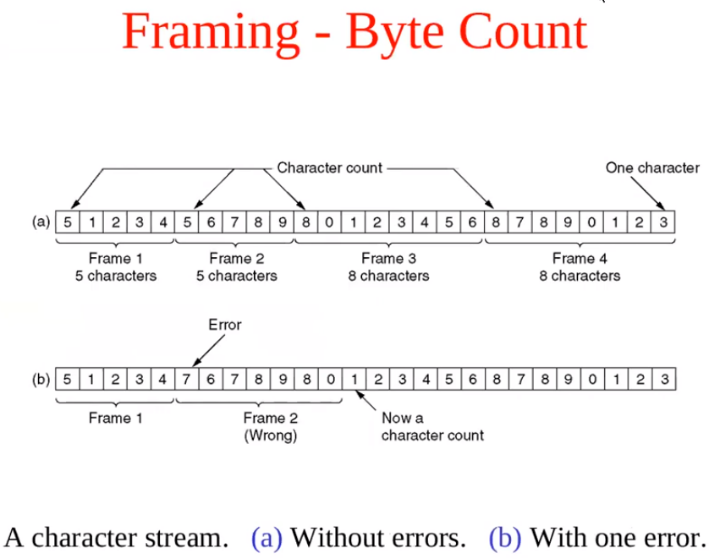 Framing - Byte Count
Character count
One character
(a) 5 1 2 3 4 5 6 7 8 9 8 0 1 2 3 4 5 6 8 7 8 9 0 1 2 3
Frame 1 Frame 2 Frame 3 Frame 4
5 characters 5 characters 8 characters 8 characters
Error
(b) 5 1 2 3 4 7 6 7 8 9 8 0 1 2 3 4 5 6 8 7 8 9 0 1 2 3
Frame 1 Frame 2 Now a
(Wrong) character count
A character stream. (a) Without errors. (b) With one error.